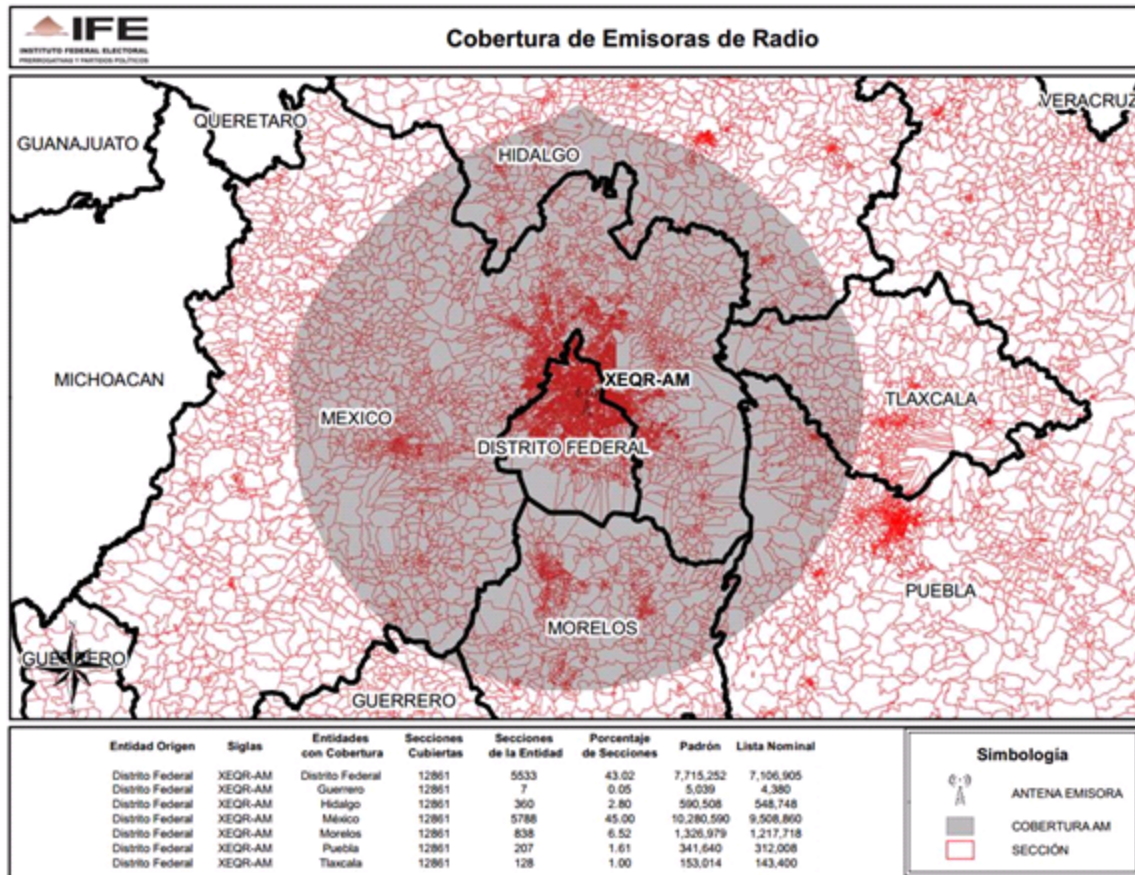 IFE
INSTITUTO FEDERAL ELECTORAL
PRERROGATIVAS Y PARTIDOS POLÍTICOS
Cobertura de Emisoras de Radio
VERACRUZ
QUERETARO
GUANAJUATO
HIDALGO
MICHOACAN
XEQR-AM
TLAXCALA
MEXICO
DISTRITO FEDERAL
PUEBLA
MORELOS
GUERRERO
GUERRERO
Entidad Origen Siglas Entidades con Cobertura Secciones Cubiertas Secciones de la Entidad Porcentaje de Secciones Padrón Lista Nominal
Distrito Federal XEQR-AM Distrito Federal 12861 5533 43.02 7,715,252 7,106,905
Distrito Federal XEQR-AM Guerrero 12861 7 0.05 5,039 4,380
Distrito Federal XEQR-AM Hidalgo 12861 360 2.80 590,508 548,748
Distrito Federal XEQR-AM México 12861 5788 45.00 10,280,590 9,508,860
Distrito Federal XEQR-AM Morelos 12861 838 6.52 1,326,979 1,217,718
Distrito Federal XEQR-AM Puebla 12861 207 1.61 341,640 312,008
Distrito Federal XEQR-AM Tlaxcala 12861 128 1.00 153,014 143,400
Simbología
ANTENA EMISORA
COBERTURA AM
SECCIÓN